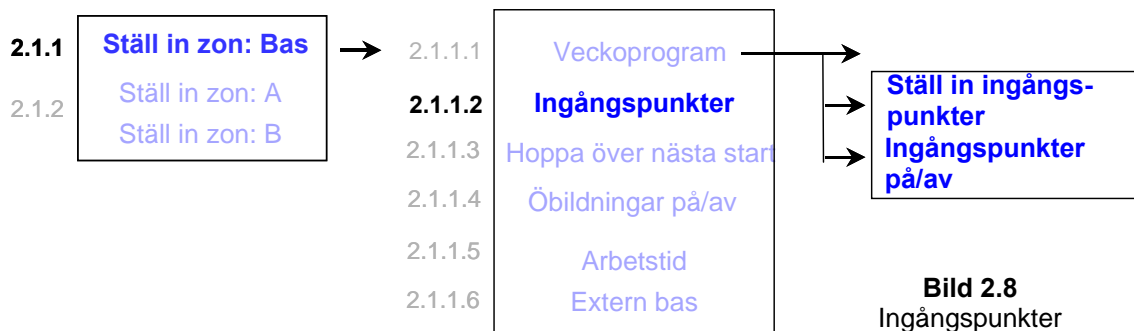 2.1.1 Ställ in zon: Bas
2.1.2 Ställ in zon: A
Ställ in zon: B
2.1.1.1 Veckoprogram
2.1.1.2 Ingångspunkter
2.1.1.3 Hoppa över nästa start
2.1.1.4 Öbildningar på/av
2.1.1.5 Arbetstid
2.1.1.6 Extern bas
Ställ in ingångs-
punkter
Ingångspunkter
på/av
Bild 2.8
Ingångspunkter